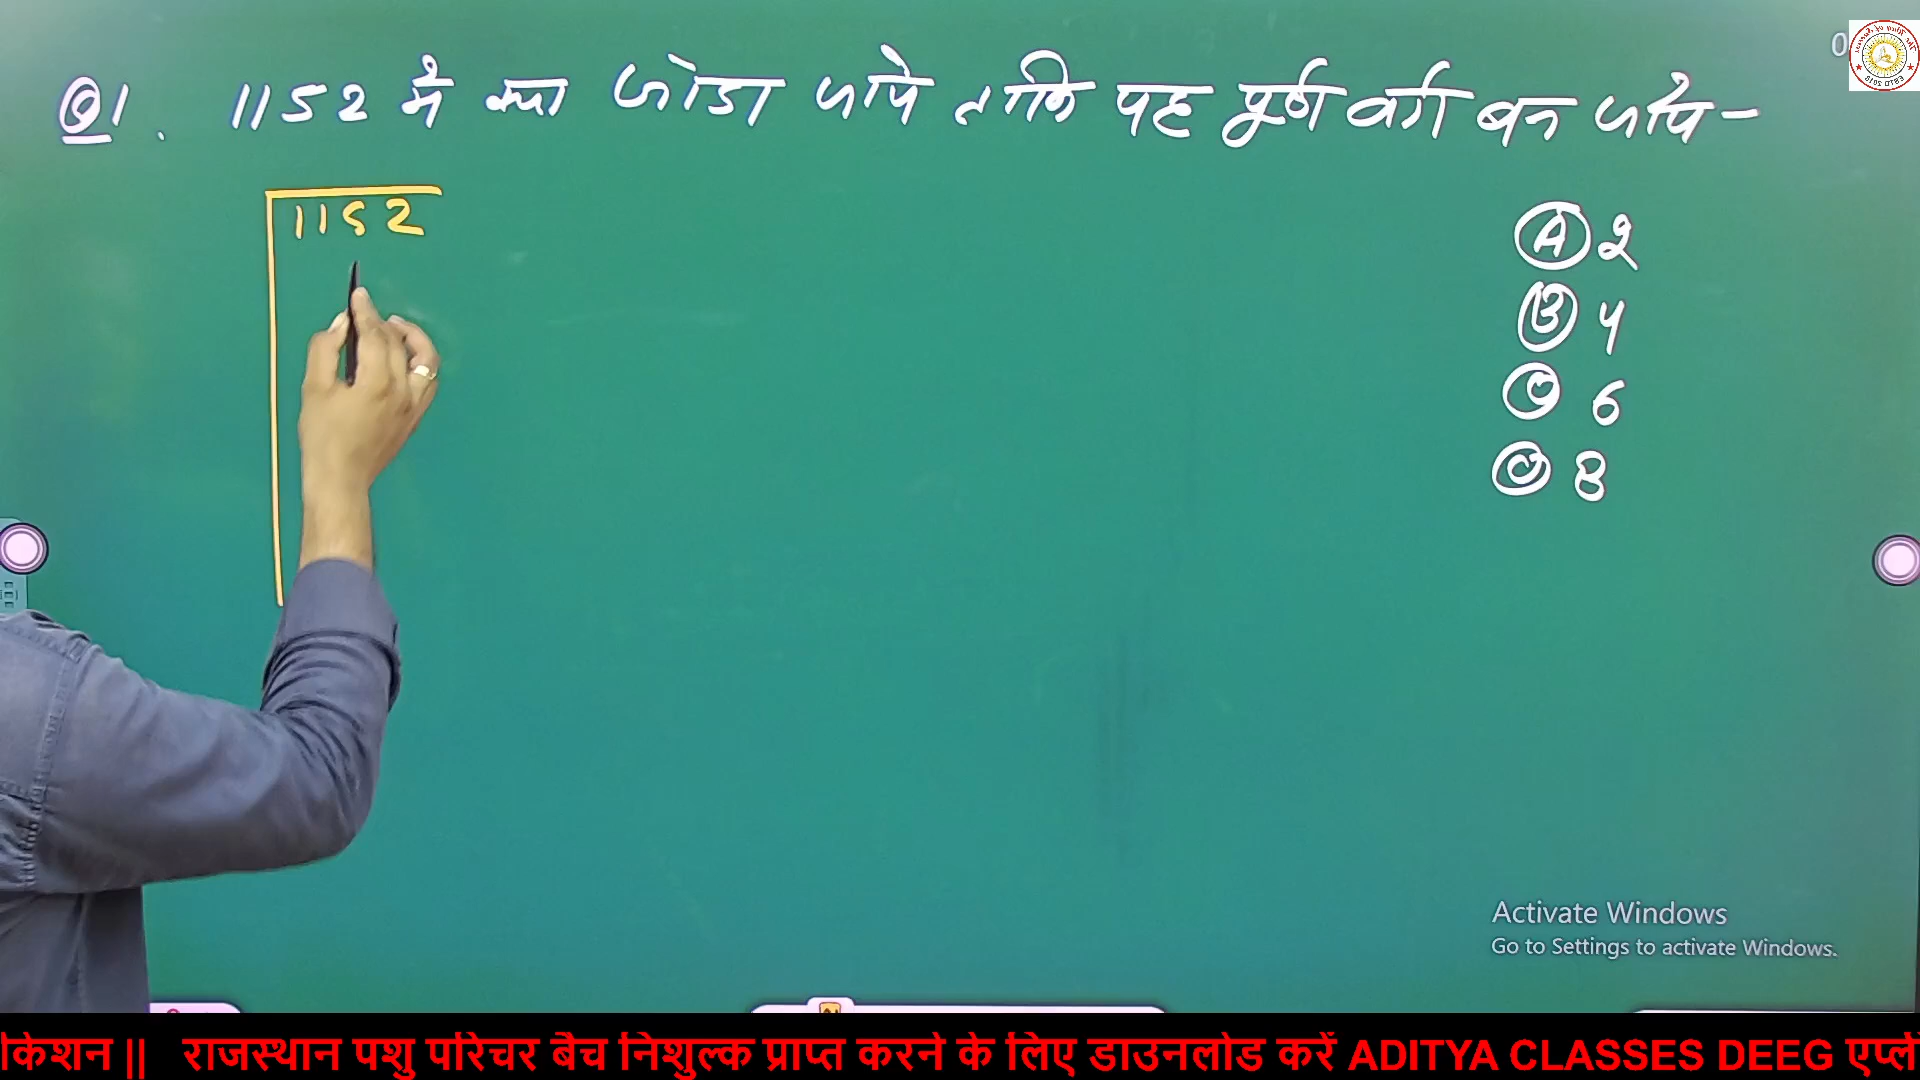 Q1. 1152 में क्या जोडा जाये ताकि यह पूर्ण वर्ग बन जाये-
1152
A 2
B 4
C 6
D 8
Activate Windows
Go to Settings to activate Windows.
किशन || राजस्थान पशु परिचर बैच निशुल्क प्राप्त करने के लिए डाउनलोड करें ADITYA CLASSES DEEG एप्ली